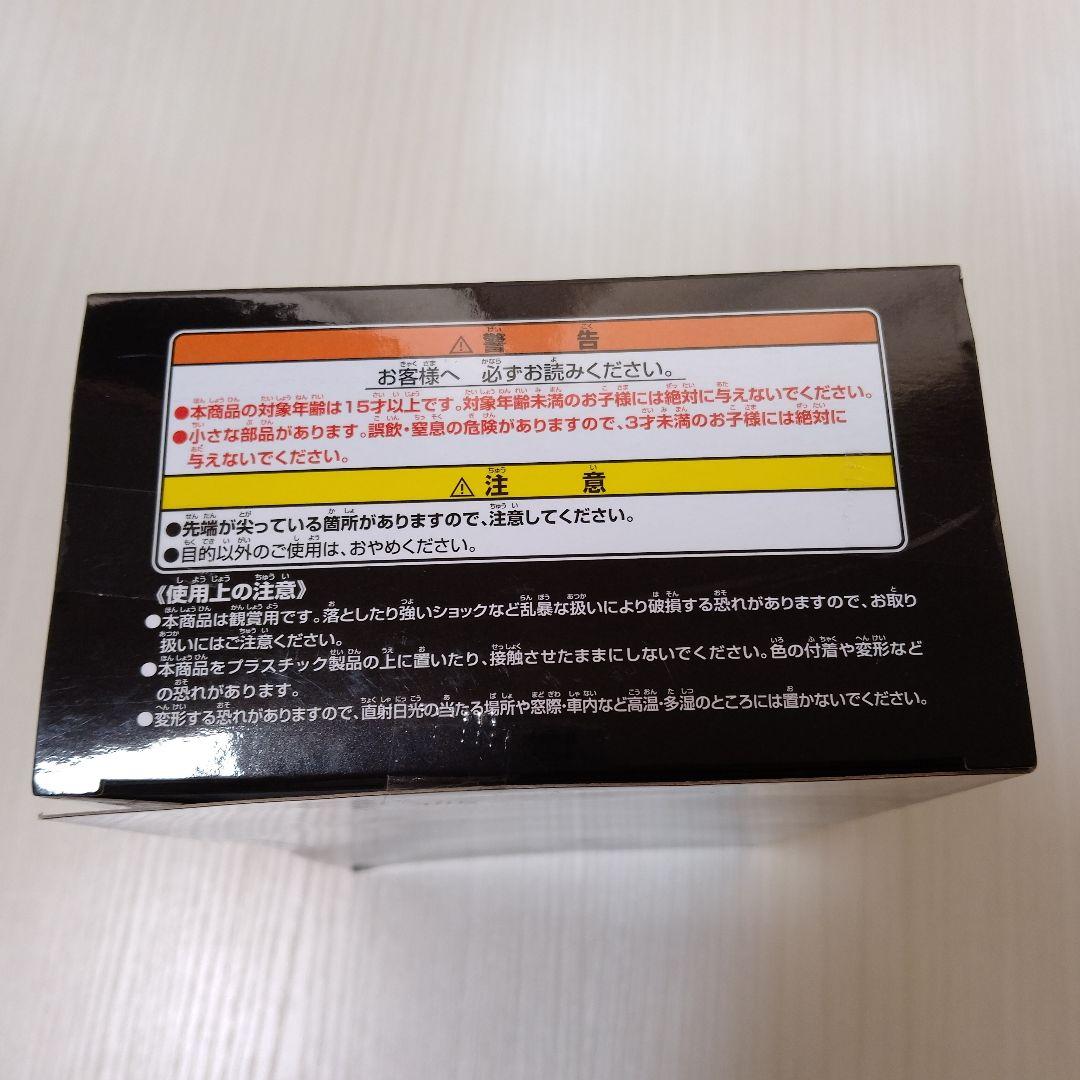 ⚠警告
お客様へ 必ずお読みください。
●本商品の対象年齢は15才以上です。対象年齢未満のお子様には絶対に与えないでください。
●小さな部品があります。誤飲・窒息の危険がありますので、3才未満のお子様には絶対に
与えないでください。
⚠注意
●先端が尖っている箇所がありますので、注意してください。
●目的以外のご使用は、おやめください。
《使用上の注意》
●本商品は観賞用です。落としたり強いショックなど乱暴な扱いにより破損する恐れがありますので、お取り
扱いにはご注意ください。
●本商品をプラスチック製品の上に置いたり、接触させたままにしないでください。色の付着や変形など
の恐れがあります。
●変形する恐れがありますので、直射日光の当たる場所や窓際・車内など高温・多湿のところには置かないでください。